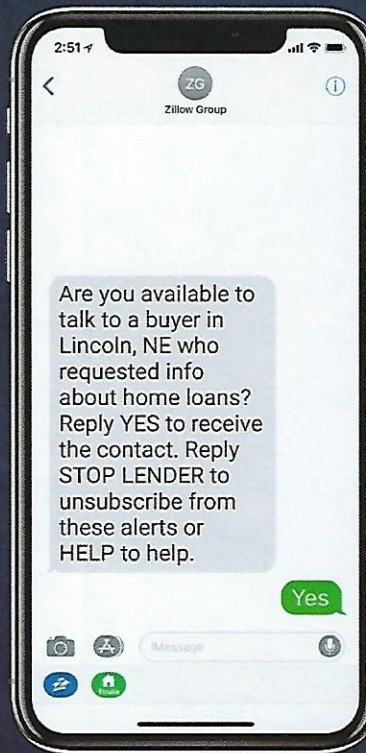 2:51
ZG
Zillow Group
Are you available to
talk to a buyer in
Lincoln, NE who
requested info
about home loans?
Reply YES to receive
the contact. Reply
STOP LENDER to
unsubscribe from
these alerts or
HELP to help.
Yes
iMessage
trulia